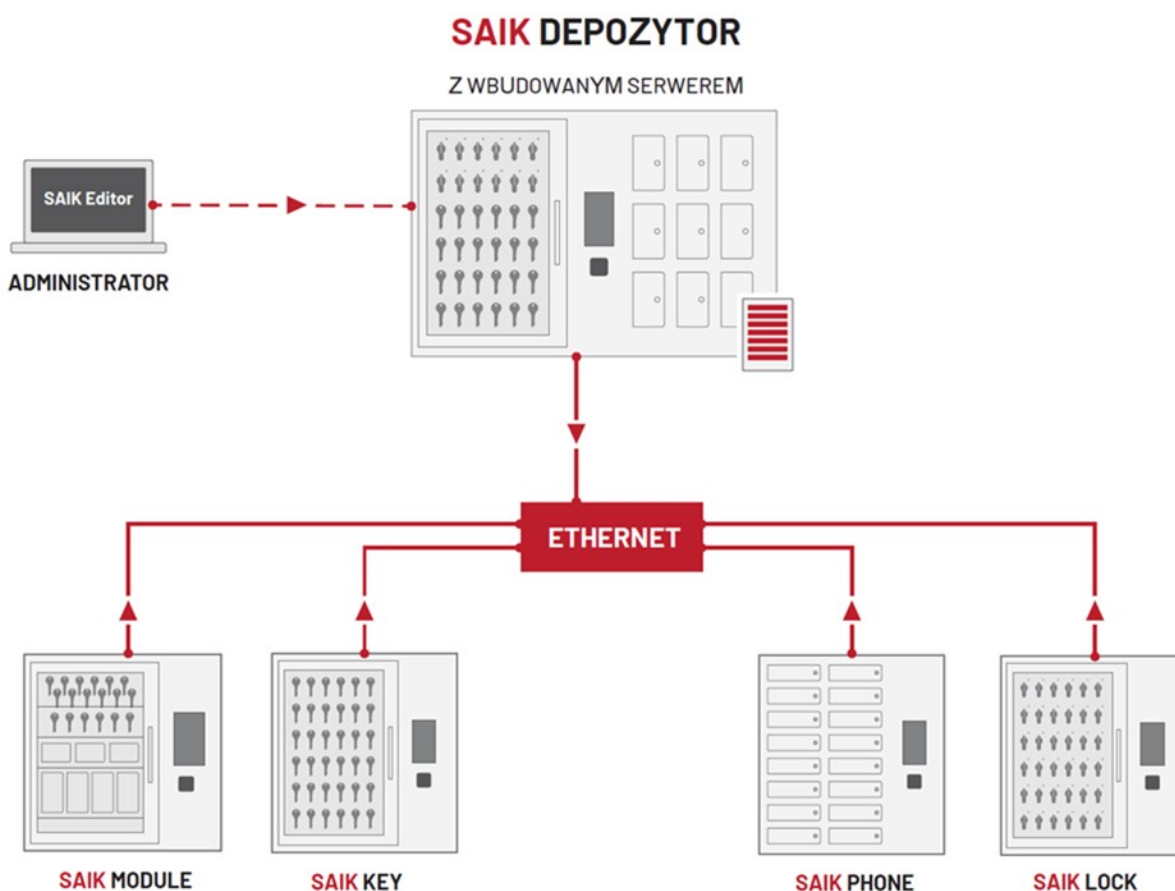 SAIK DEPOZYTOR
Z WBUDOWANYM SERWEREM
SAIK Editor
ADMINISTRATOR
ETHERNET
SAIK MODULE
SAIK KEY
SAIK PHONE
SAIK LOCK